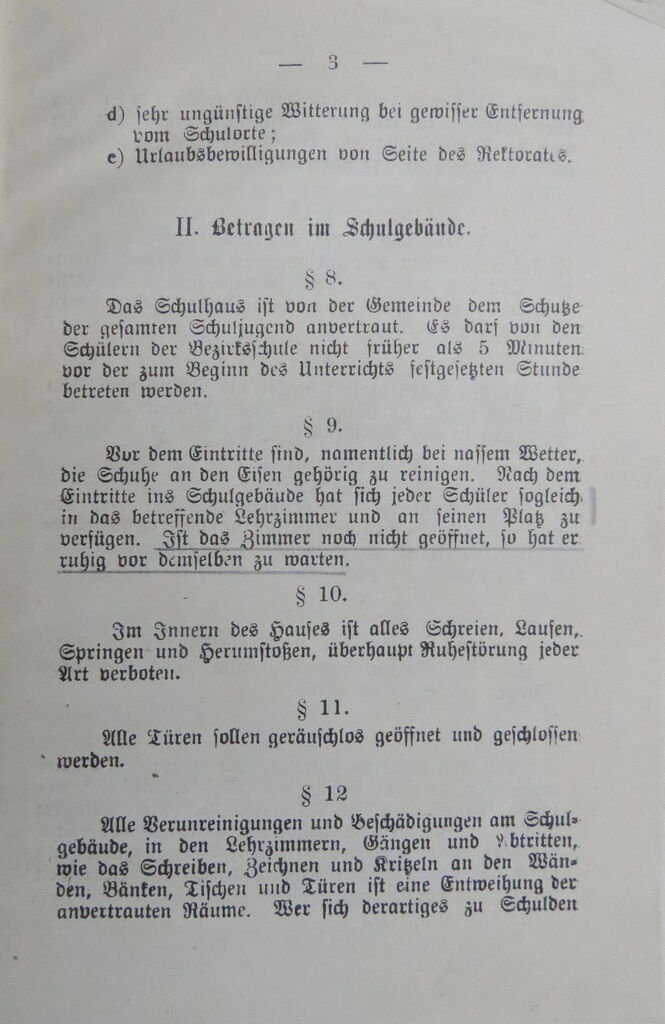 — 3 —
d) sehr ungünstige Witterung bei gewisser Entfernung
vom Schulorte;
e) Urlaubsbewilligungen von Seite des Rektorates.
II. Betragen im Schulgebäude.
§ 8.
Das Schulhaus ist von der Gemeinde dem Schutze
der gesamten Schuljugend anvertraut. Es darf von den
Schülern der Bezirksschule nicht früher als 5 Minuten
vor der zum Beginn des Unterrichts festgesetzten Stunde
betreten werden.
§ 9.
Vor dem Eintritte sind, namentlich bei nassem Wetter,
die Schuhe an den Eisen gehörig zu reinigen. Nach dem
Eintritte ins Schulgebäude hat sich jeder Schüler sogleich
in das betreffende Lehrzimmer und an seinen Platz zu
verfügen. Ist das Zimmer noch nicht geöffnet, so hat er
ruhig vor demselben zu warten.
§ 10.
Im Innern des Hauses ist alles Schreien, Laufen,
Springen und Herumstoßen, überhaupt Ruhestörung jeder
Art verboten.
§ 11.
Alle Türen sollen geräuschlos geöffnet und geschlossen
werden.
§ 12
Alle Verunreinigungen und Beschädigungen am Schul-
gebäude, in den Lehrzimmern, Gängen und Abtritten,
wie das Schreiben, Zeichnen und Kritzeln an den Wän-
den, Bänken, Tischen und Türen ist eine Entweihung der
anvertrauten Räume. Wer sich derartiges zu Schulden